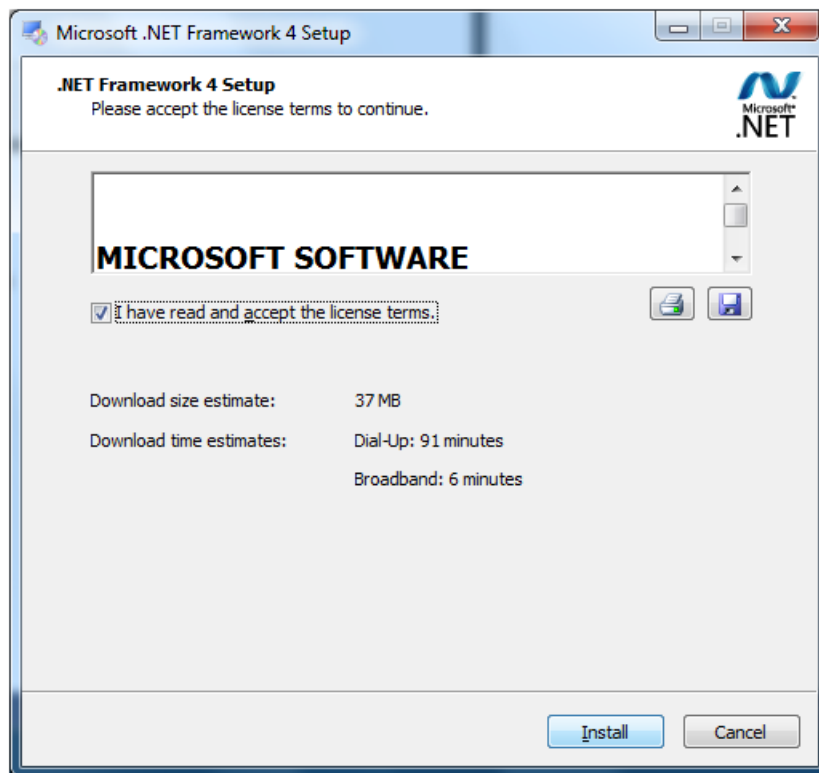 Microsoft .NET Framework 4 Setup
.NET Framework 4 Setup
Please accept the license terms to continue.
Microsoft
.NET
MICROSOFT SOFTWARE
I have read and accept the license terms.
Download size estimate: 37 MB
Download time estimates: Dial-Up: 91 minutes
Broadband: 6 minutes
Install Cancel